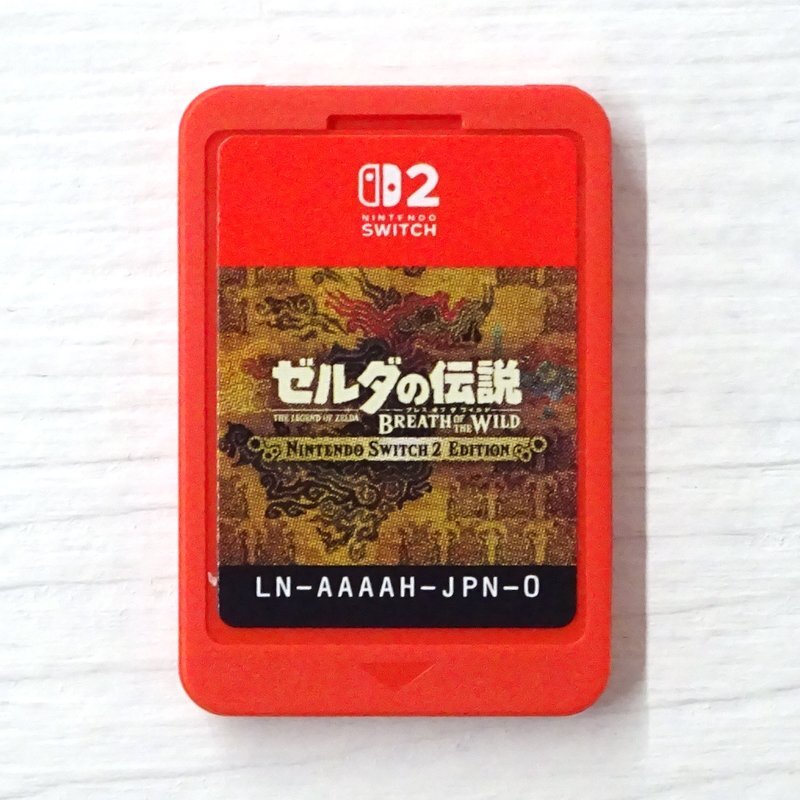 2
NINTENDO
SWITCH
ゼルダの伝説
ブレス オブ ザ ワイルド
THE LEGEND OF ZELDA BREATH OF THE WILD
NINTENDO SWITCH 2 EDITION
LN-AAAAH-JPN-0